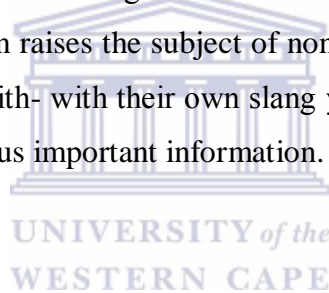 n raises the subject of non
ith- with their own slang y
us important information.
UNIVERSITY of the
WESTERN CAPE